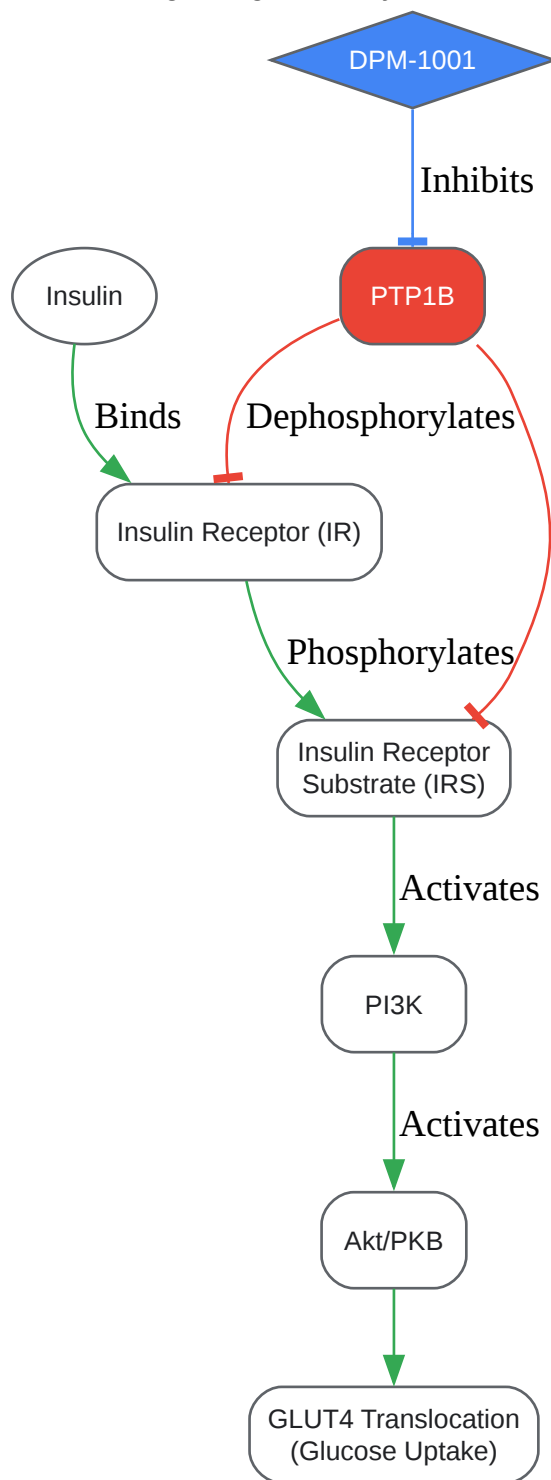 DPM-1001
Inhibits
Insulin
PTP1B
Binds
Dephosphorylates
Insulin Receptor (IR)
Phosphorylates
Insulin Receptor
Substrate (IRS)
Activates
PI3K
Activates
Akt/PKB
GLUT4 Translocation
(Glucose Uptake)